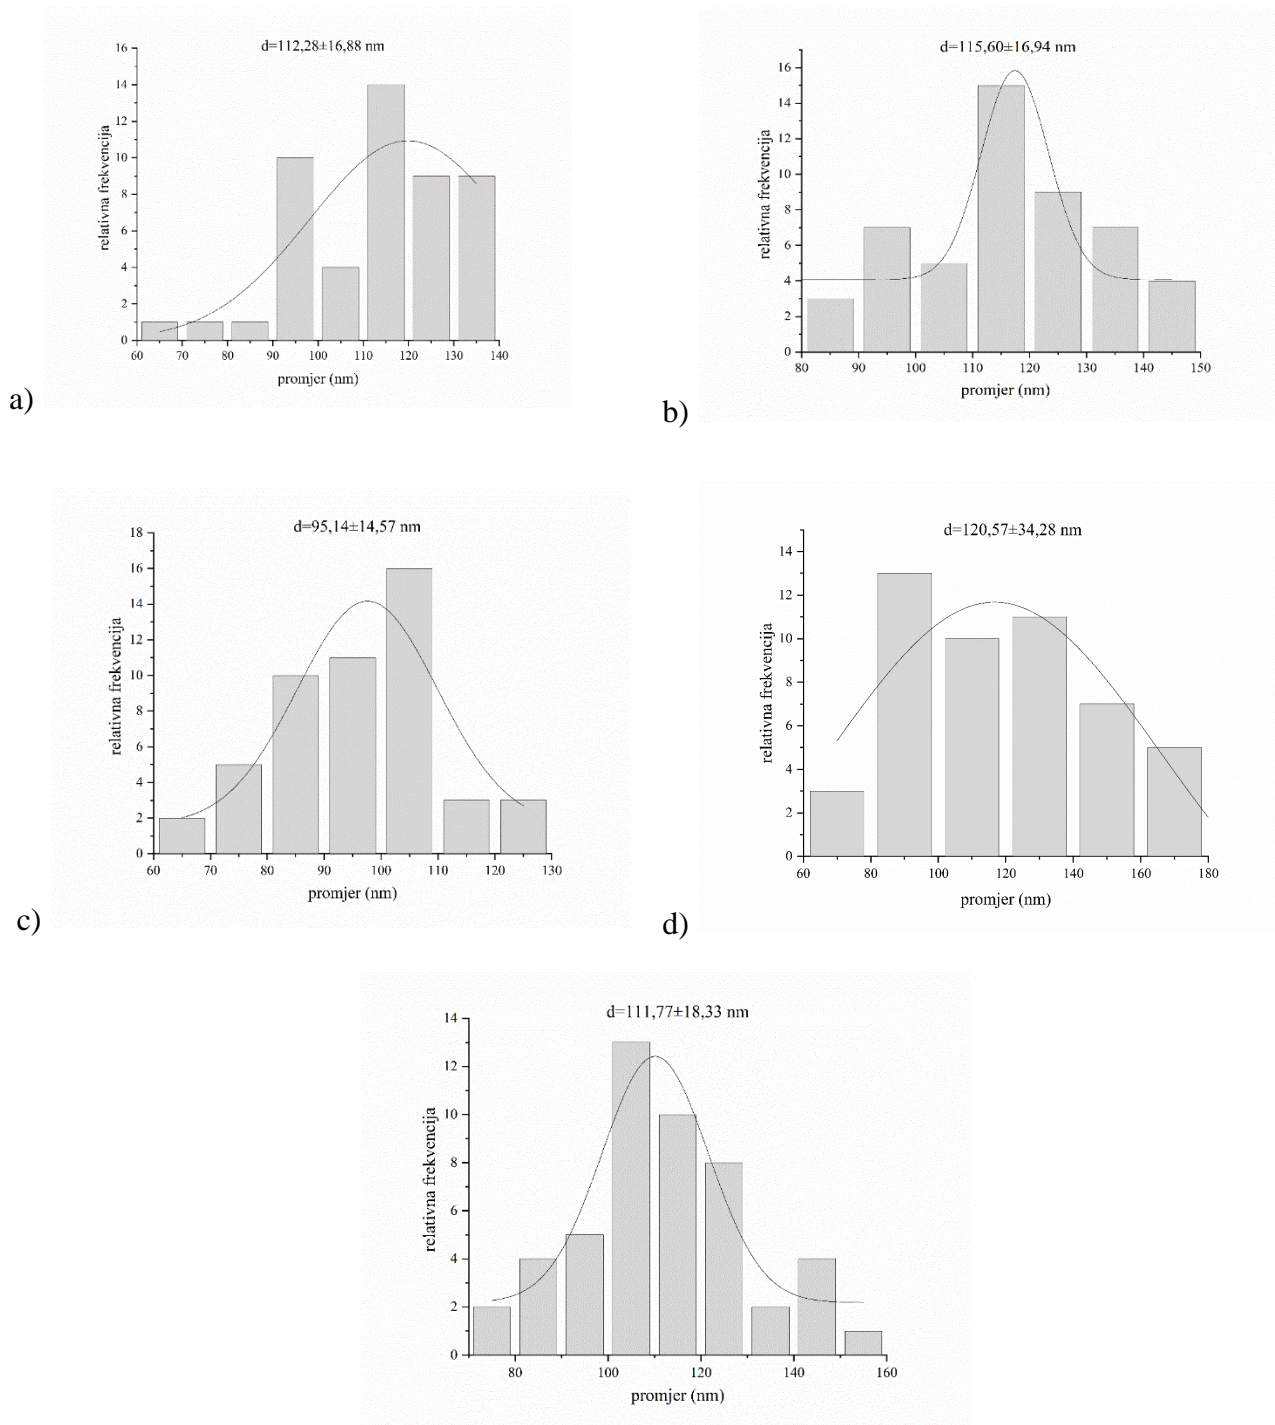 d=112,28±16,88 nm
relativna frekvencija
16
14
12
10
8
6
4
2
0
60 70 80 90 100 110 120 130 140
promjer (nm)
a)
d=115,60±16,94 nm
relativna frekvencija
16
14
12
10
8
6
4
2
0
80 90 100 110 120 130 140 150
promjer (nm)
b)
d=95,14±14,57 nm
relativna frekvencija
18
16
14
12
10
8
6
4
2
0
60 70 80 90 100 110 120 130
promjer (nm)
c)
d=120,57±34,28 nm
relativna frekvencija
14
12
10
8
6
4
2
0
60 80 100 120 140 160 180
promjer (nm)
d)
d=111,77±18,33 nm
relativna frekvencija
14
12
10
8
6
4
2
0
80 100 120 140 160
promjer (nm)